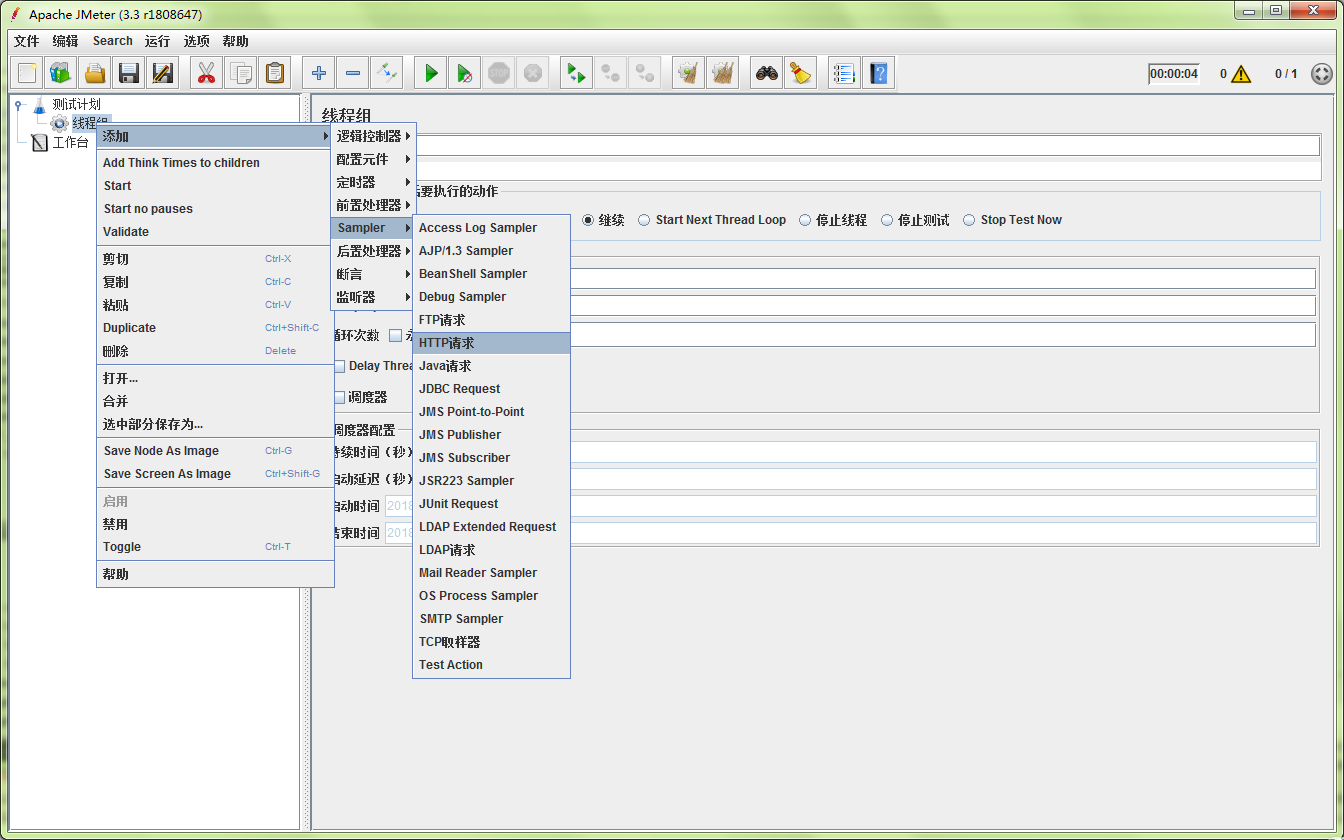 Apache JMeter (3.3 r1808647)
文件 编辑 Search 运行 选项 帮助
STOP
00:00:04 0 0 / 1
测试计划
线程组
工作台
线程组
添加
Add Think Times to children
Start
Start no pauses
Validate
剪切 Ctrl-X
复制 Ctrl-C
粘贴 Ctrl-V
Duplicate Ctrl+Shift-C
删除 Delete
打开...
合并
选中部分保存为...
Save Node As Image Ctrl-G
Save Screen As Image Ctrl+Shift-G
启用
禁用
Toggle Ctrl-T
帮助
逻辑控制器
配置元件
定时器
前置处理器
Sampler
后置处理器
断言
监听器
Access Log Sampler
AJP/1.3 Sampler
BeanShell Sampler
Debug Sampler
FTP请求
HTTP请求
Java请求
JDBC Request
JMS Point-to-Point
JMS Publisher
JMS Subscriber
JSR223 Sampler
JUnit Request
LDAP Extended Request
LDAP请求
Mail Reader Sampler
OS Process Sampler
SMTP Sampler
TCP取样器
Test Action
要执行的动作
继续 Start Next Thread Loop 停止线程 停止测试 Stop Test Now
循环次数
Delay Threa
调度器
调度器配置
持续时间（秒）
启动延迟（秒）
启动时间 2018
结束时间 2018